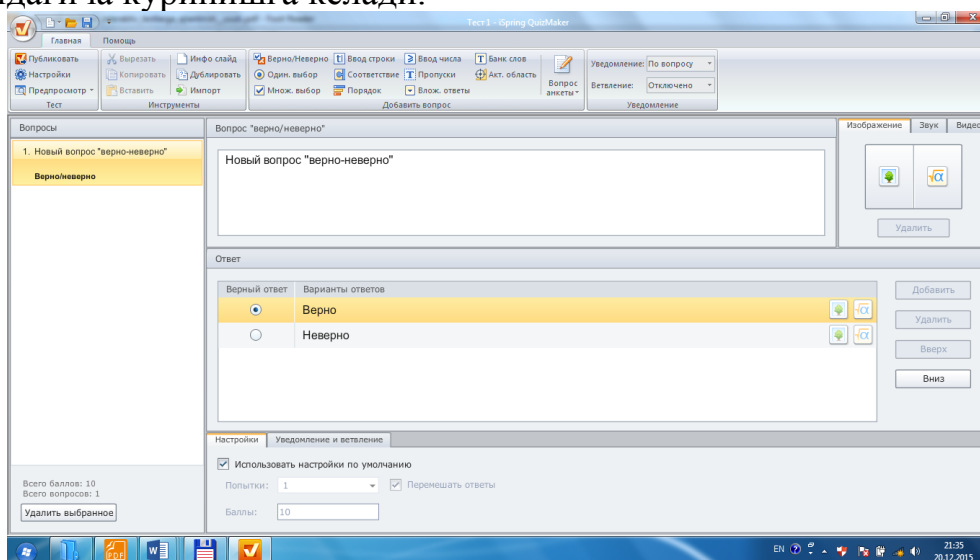 дагича кўринишга келади.
Тест 1 - iSpring QuizMaker
Главная Помощь
Публиковать
Настройки
Предпросмотр
Тест
Вырезать
Копировать
Вставить
Инфо слайд
Дублировать
Импорт
Инструменты
Верно/Неверно Ввод строки Ввод числа Банк слов
Один. выбор Соответствие Пропуски Акт. область
Множ. выбор Порядок Влож. ответы
Вопрос анкеты
Добавить вопрос
Уведомление: По вопросу
Ветвление: Отключено
Уведомление
Вопросы
1. Новый вопрос "верно-неверно"
Верно/неверно
Всего баллов: 10
Всего вопросов: 1
Удалить выбранное
Вопрос "верно/неверно"
Новый вопрос "верно-неверно"
Изображение Звук Видео
Удалить
Ответ
Верный ответ Варианты ответов
Верно
Неверно
Добавить
Удалить
Вверх
Вниз
Настройки Уведомление и ветвление
Использовать настройки по умолчанию
Попытки: 1 Перемешать ответы
Баллы: 10
EN 21:35
20.12.2015